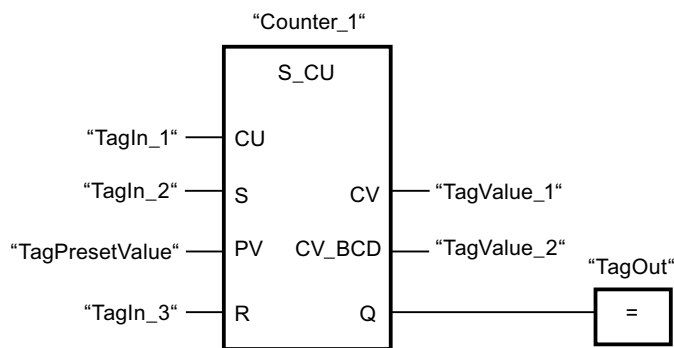 “Counter_1“
S_CU
“TagIn_1“ CU
“TagIn_2“ S CV “TagValue_1“
“TagPresetValue“ PV CV_BCD “TagValue_2“
“TagOut“
“TagIn_3“ R Q =